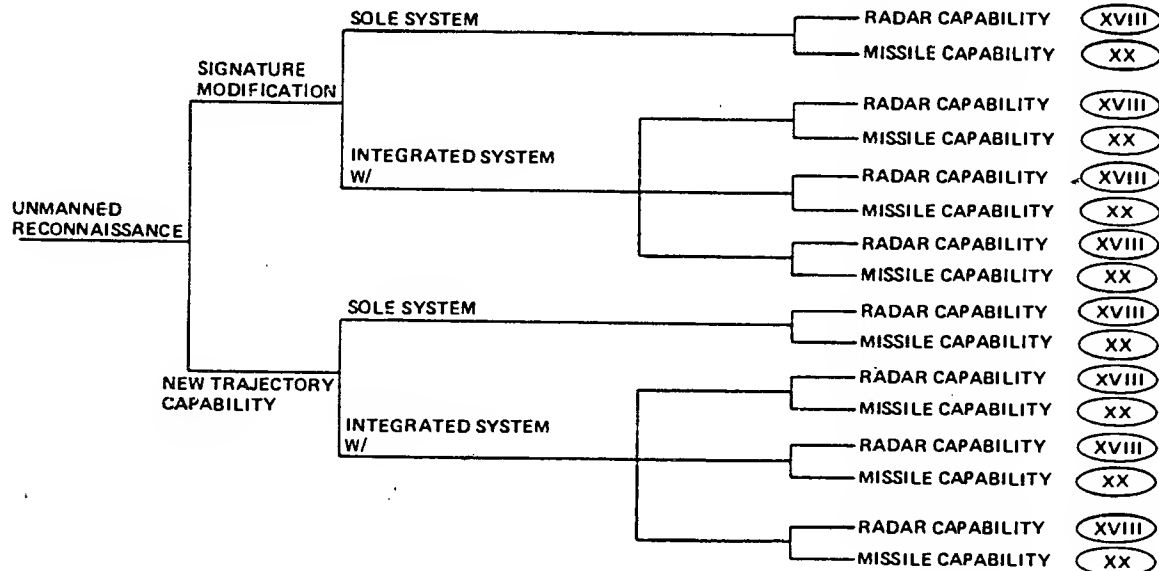 SOLE SYSTEM
RADAR CAPABILITY XVIII
MISSILE CAPABILITY XX
SIGNATURE
MODIFICATION
RADAR CAPABILITY XVIII
MISSILE CAPABILITY XX
INTEGRATED SYSTEM
W/
RADAR CAPABILITY XVIII
MISSILE CAPABILITY XX
UNMANNED
RECONNAISSANCE
RADAR CAPABILITY XVIII
MISSILE CAPABILITY XX
SOLE SYSTEM
RADAR CAPABILITY XVIII
MISSILE CAPABILITY XX
NEW TRAJECTORY
CAPABILITY
RADAR CAPABILITY XVIII
MISSILE CAPABILITY XX
INTEGRATED SYSTEM
W/
RADAR CAPABILITY XVIII
MISSILE CAPABILITY XX
RADAR CAPABILITY XVIII
MISSILE CAPABILITY XX